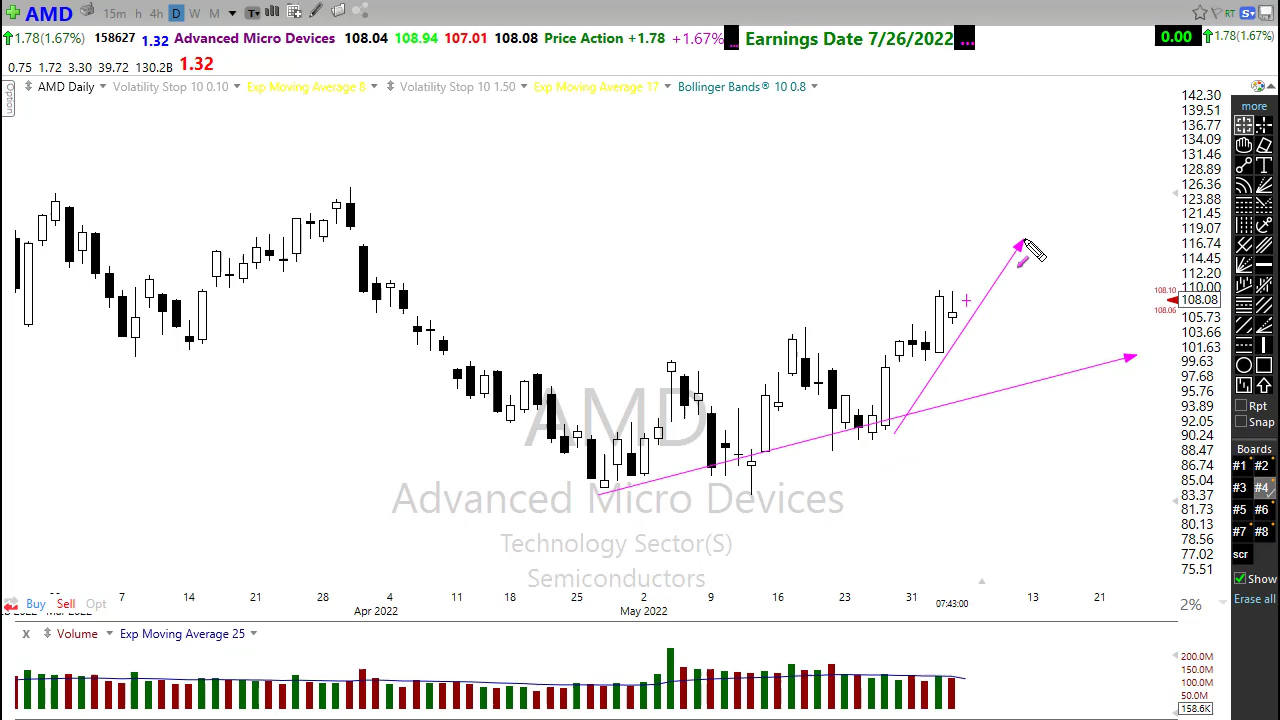 AMD 15m h 4h D W M T RT S
1.78(1.67%) 158627 1.32 Advanced Micro Devices 108.04 108.94 107.01 108.08 Price Action +1.78 +1.67% ... Earnings Date 7/26/2022 ... 0.00 1.78(1.67%)
0.75 1.72 3.30 39.72 130.2B 1.32
Option
AMD Daily Volatility Stop 10 0.10 Exp Moving Average 8 Volatility Stop 10 1.50 Exp Moving Average 17 Bollinger Bands® 10 0.8
142.30
139.51
136.77
134.09
131.46
128.89
126.36
123.88
121.45
119.07
116.74
114.45
112.20
110.00
108.10
108.08
108.06
105.73
103.66
101.63
99.63
97.68
95.76
93.89
92.05
90.24
88.47
86.74
85.04
83.37
81.73
80.13
78.56
77.02
75.51
AMD
Advanced Micro Devices
Technology Sector(S)
Semiconductors
more
Rpt
Snap
Boards
#1 #2
#3 #4
#5 #6
#7 #8
scr
Show
Erase all
7 14 21 28 4 11 18 25 2 9 16 23 31 07:43:00 13 21
Apr 2022 May 2022
Buy Sell Opt
2%
X Volume Exp Moving Average 25
200.0M
150.0M
100.0M
50.0M
158.6K